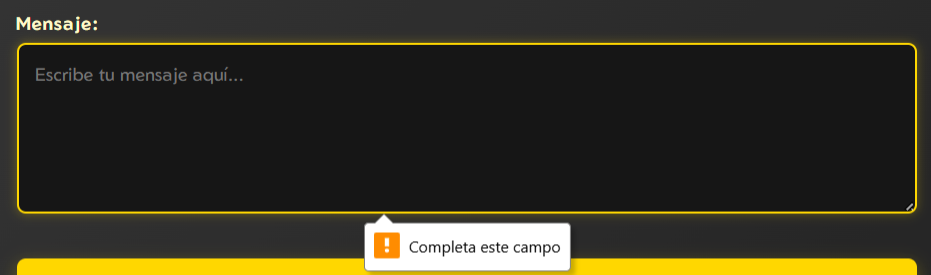 Mensaje:
Escribe tu mensaje aquí...
Completa este campo